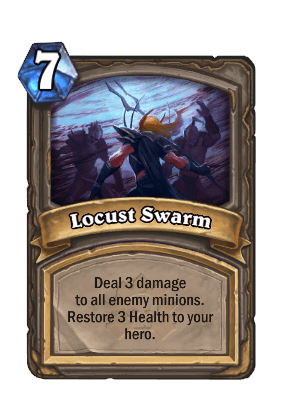 7
Locust Swarm
Deal 3 damage
to all enemy minions.
Restore 3 Health to your
hero.